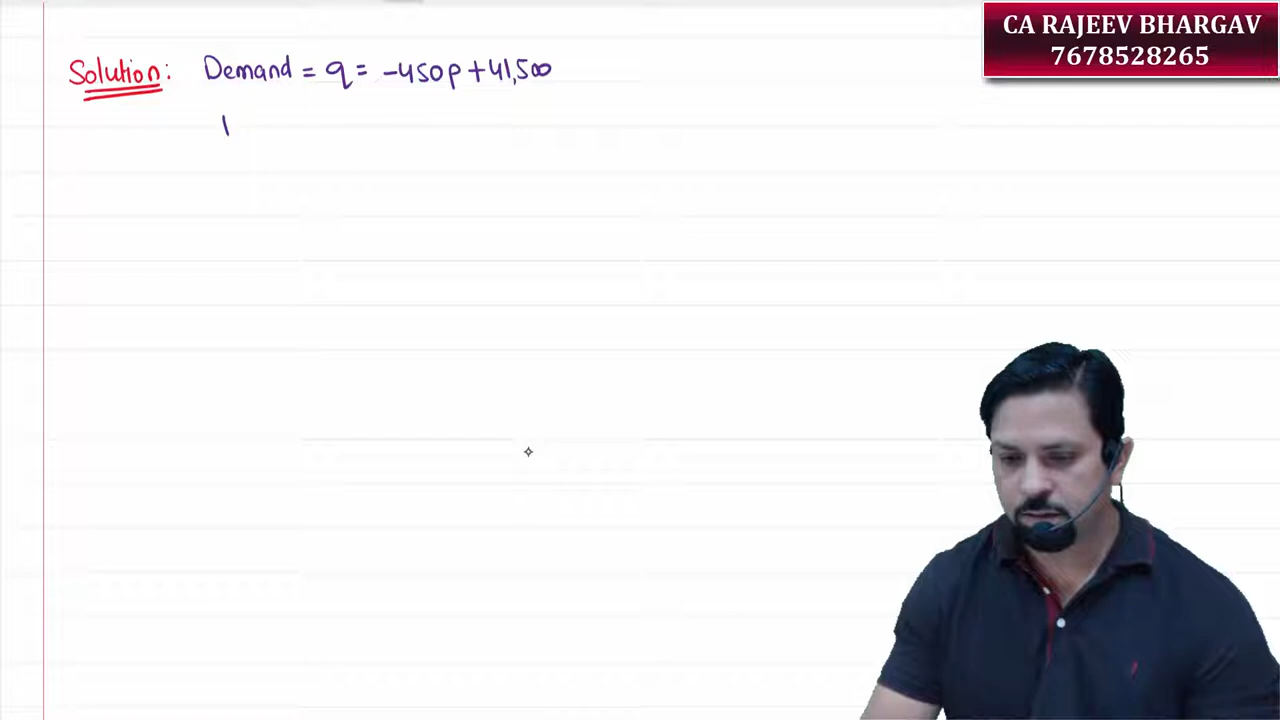 CA RAJEEV BHARGAV
7678528265
Solution: Demand = q = -450p + 41,500